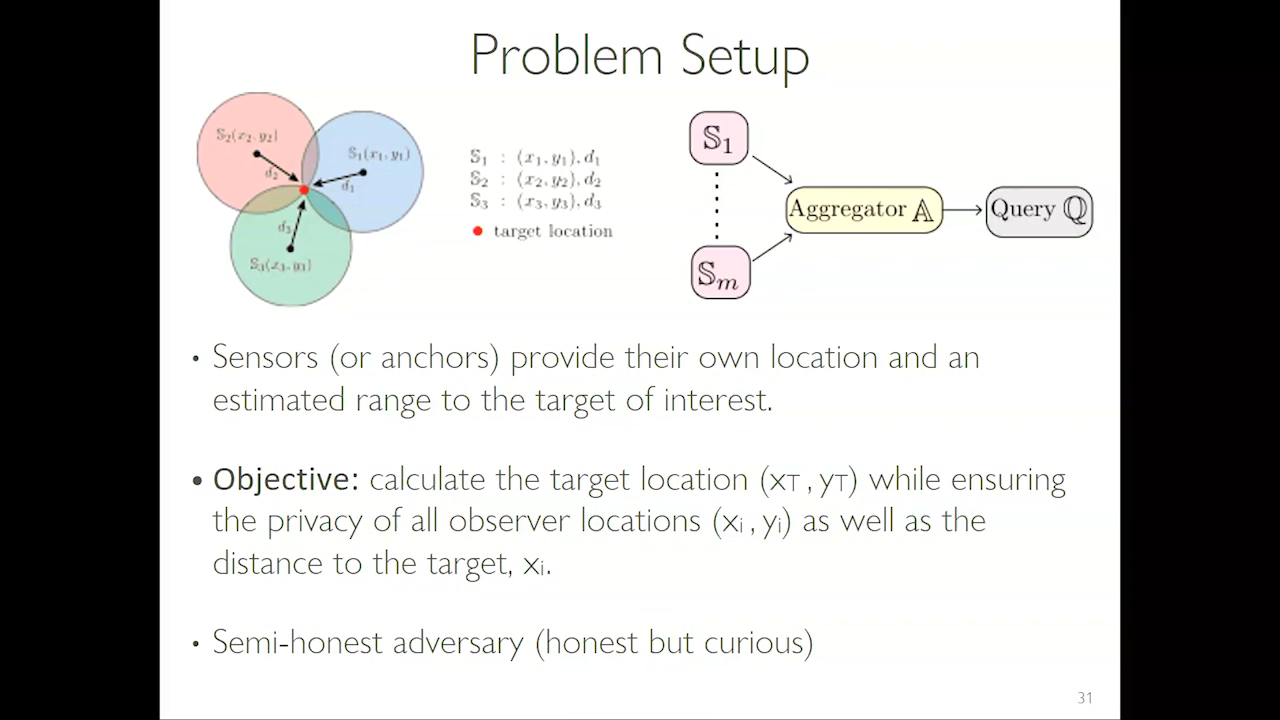 Problem Setup
𝕊2(x2, y2)
𝕊1(x1, y1)
d2
d1
d3
𝕊3(x3, y3)
𝕊1 : (x1, y1), d1
𝕊2 : (x2, y2), d2
𝕊3 : (x3, y3), d3
target location
𝕊1
𝕊m
Aggregator 𝔸
Query ℚ
• Sensors (or anchors) provide their own location and an
estimated range to the target of interest.
• Objective: calculate the target location (xT , yT) while ensuring
the privacy of all observer locations (xi , yi) as well as the
distance to the target, xi.
• Semi-honest adversary (honest but curious)
31